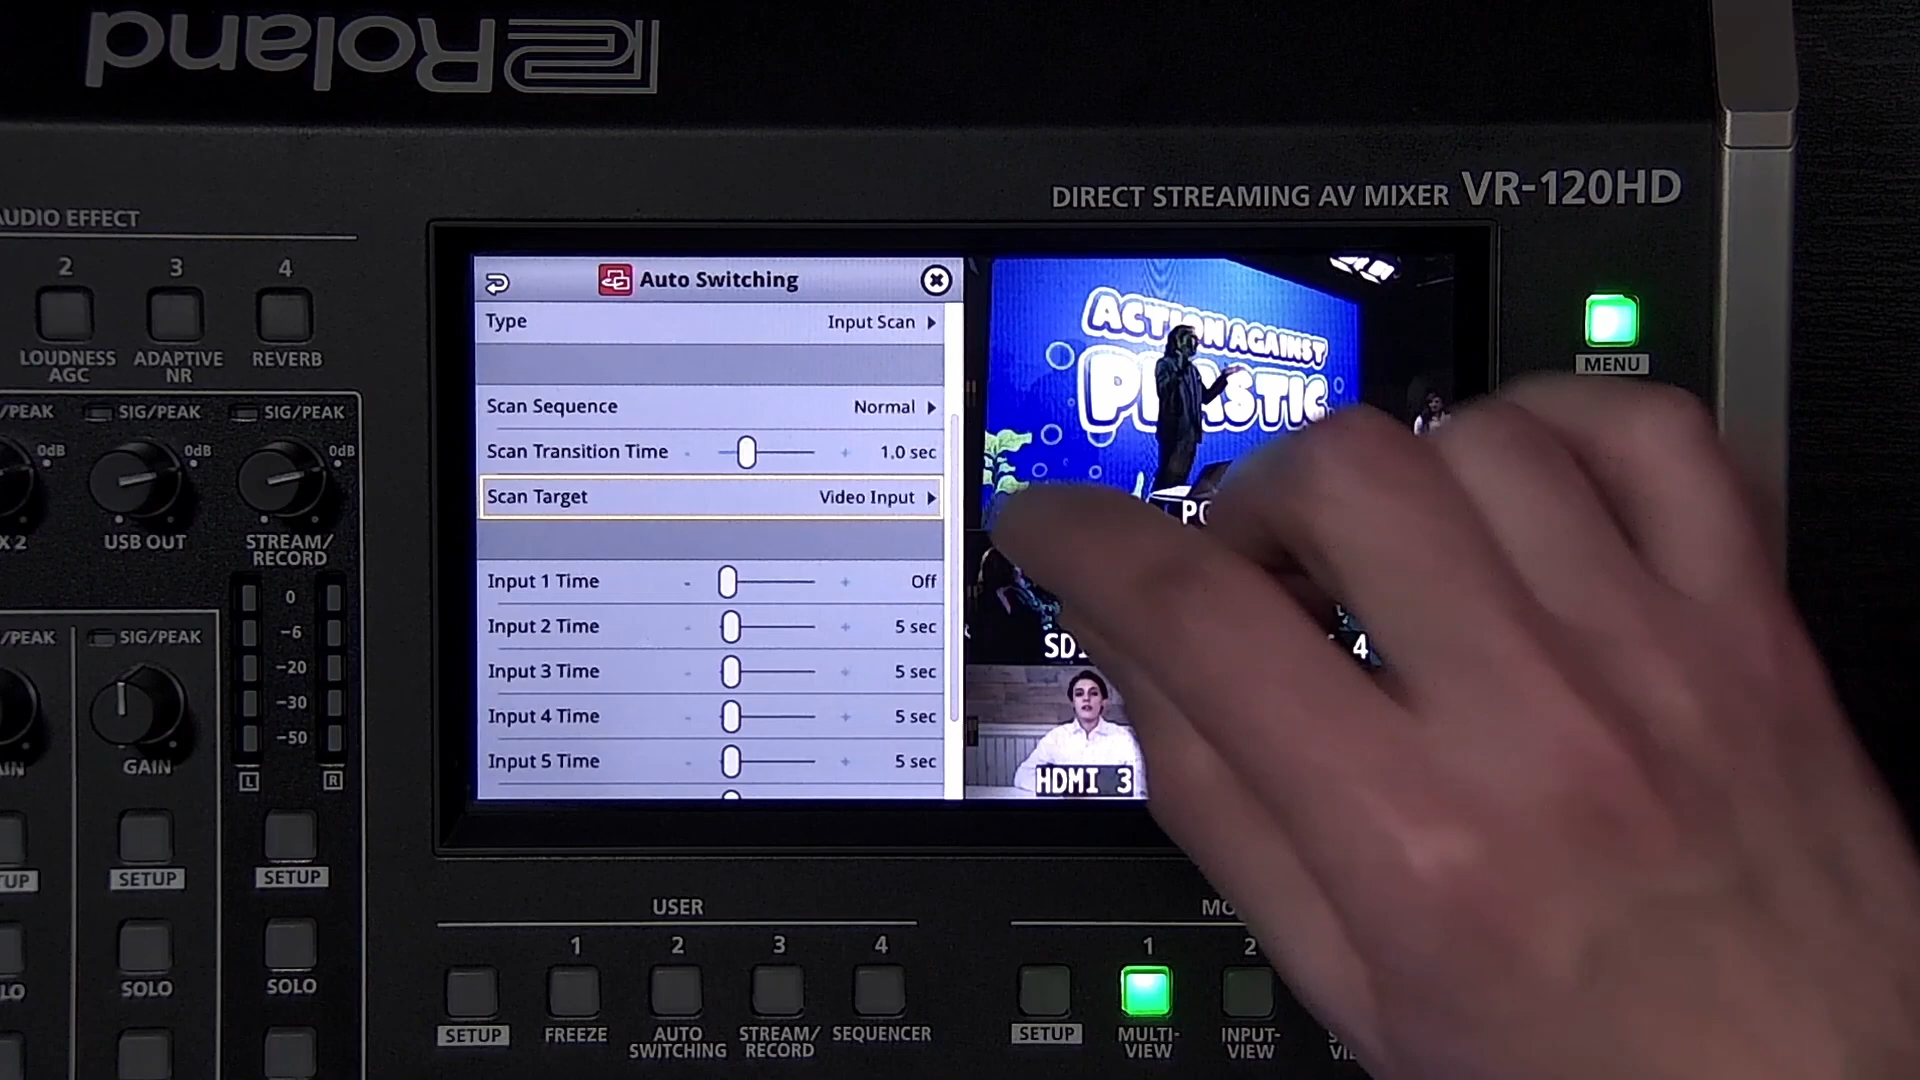 Roland
DIRECT STREAMING AV MIXER VR-120HD
AUDIO EFFECT
2 3 4
LOUDNESS AGC
ADAPTIVE NR
REVERB
MENU
/PEAK SIG/PEAK SIG/PEAK
0dB 0dB 0dB
X 2 USB OUT
STREAM/ RECORD
0
-6
-20
-30
-50
L R
/PEAK SIG/PEAK
GAIN
SETUP SETUP
SOLO SOLO
Auto Switching
Type Input Scan
Scan Sequence Normal
Scan Transition Time - + 1.0 sec
Scan Target Video Input
Input 1 Time - + Off
Input 2 Time - + 5 sec
Input 3 Time - + 5 sec
Input 4 Time - + 5 sec
Input 5 Time - + 5 sec
ACTION AGAINST
PLASTIC
4
HDMI 3
USER
1 2 3 4
SETUP
FREEZE
AUTO SWITCHING
STREAM/ RECORD
SEQUENCER
1 2
SETUP
MULTI- VIEW
INPUT- VIEW